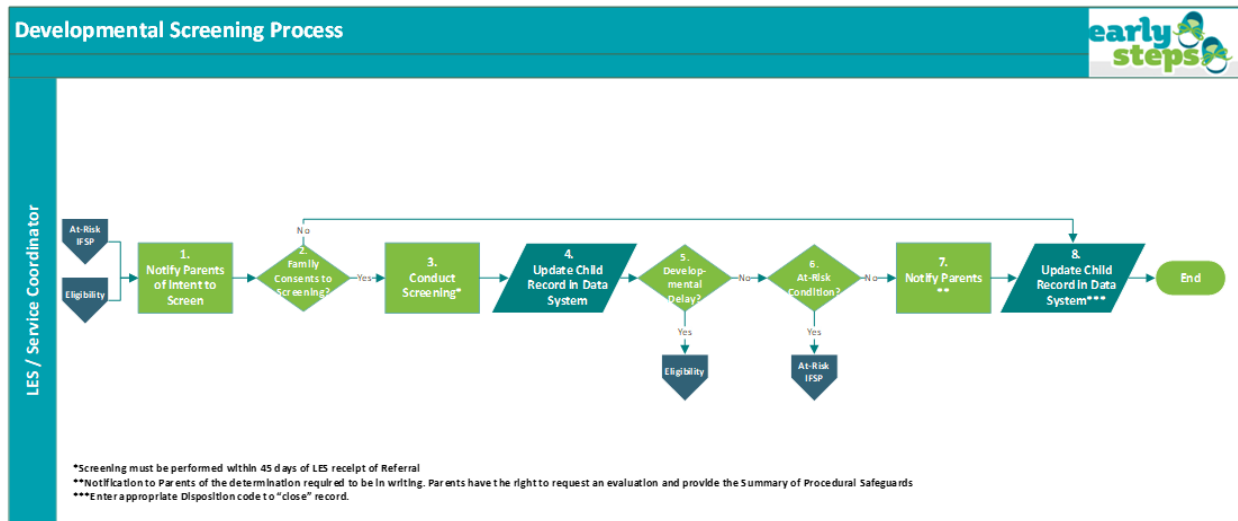 Developmental Screening Process
early
steps
LES / Service Coordinator
At-Risk
IFSP
Eligibility
1.
Notify Parents
of Intent to
Screen
2.
Family
Consents to
Screening?
No
Yes
3.
Conduct
Screening*
4.
Update Child
Record in Data
System
5.
Develop-
mental
Delay?
No
Yes
Eligibility
6.
At-Risk
Condition?
No
Yes
At-Risk
IFSP
7.
Notify Parents
**
8.
Update Child
Record in Data
System***
End
*Screening must be performed within 45 days of LES receipt of Referral
**Notification to Parents of the determination required to be in writing. Parents have the right to request an evaluation and provide the Summary of Procedural Safeguards
***Enter appropriate Disposition code to “close” record.